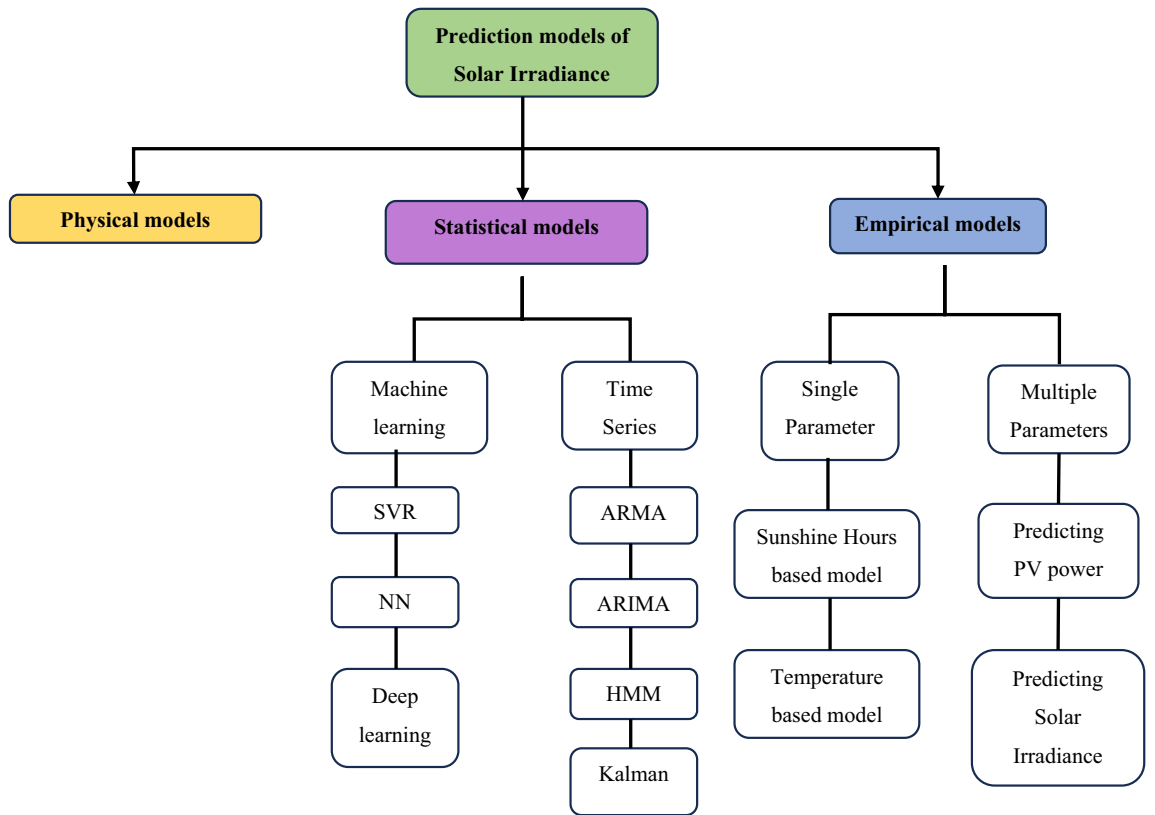 Prediction models of
Solar Irradiance
Physical models
Statistical models
Empirical models
Machine
learning
Time
Series
Single
Parameter
Multiple
Parameters
SVR
ARMA
Sunshine Hours
based model
Predicting
PV power
NN
ARIMA
Deep
learning
HMM
Temperature
based model
Predicting
Solar
Irradiance
Kalman